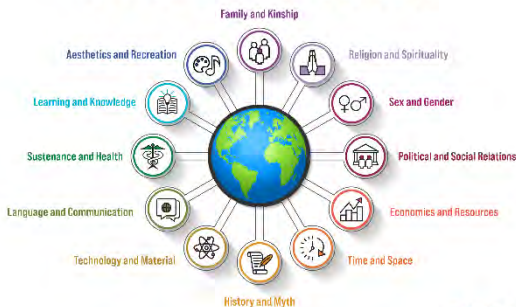 Family and Kinship
Aesthetics and Recreation
Religion and Spirituality
Learning and Knowledge
Sex and Gender
Sustenance and Health
Political and Social Relations
Language and Communication
Economics and Resources
Technology and Material
Time and Space
History and Myth